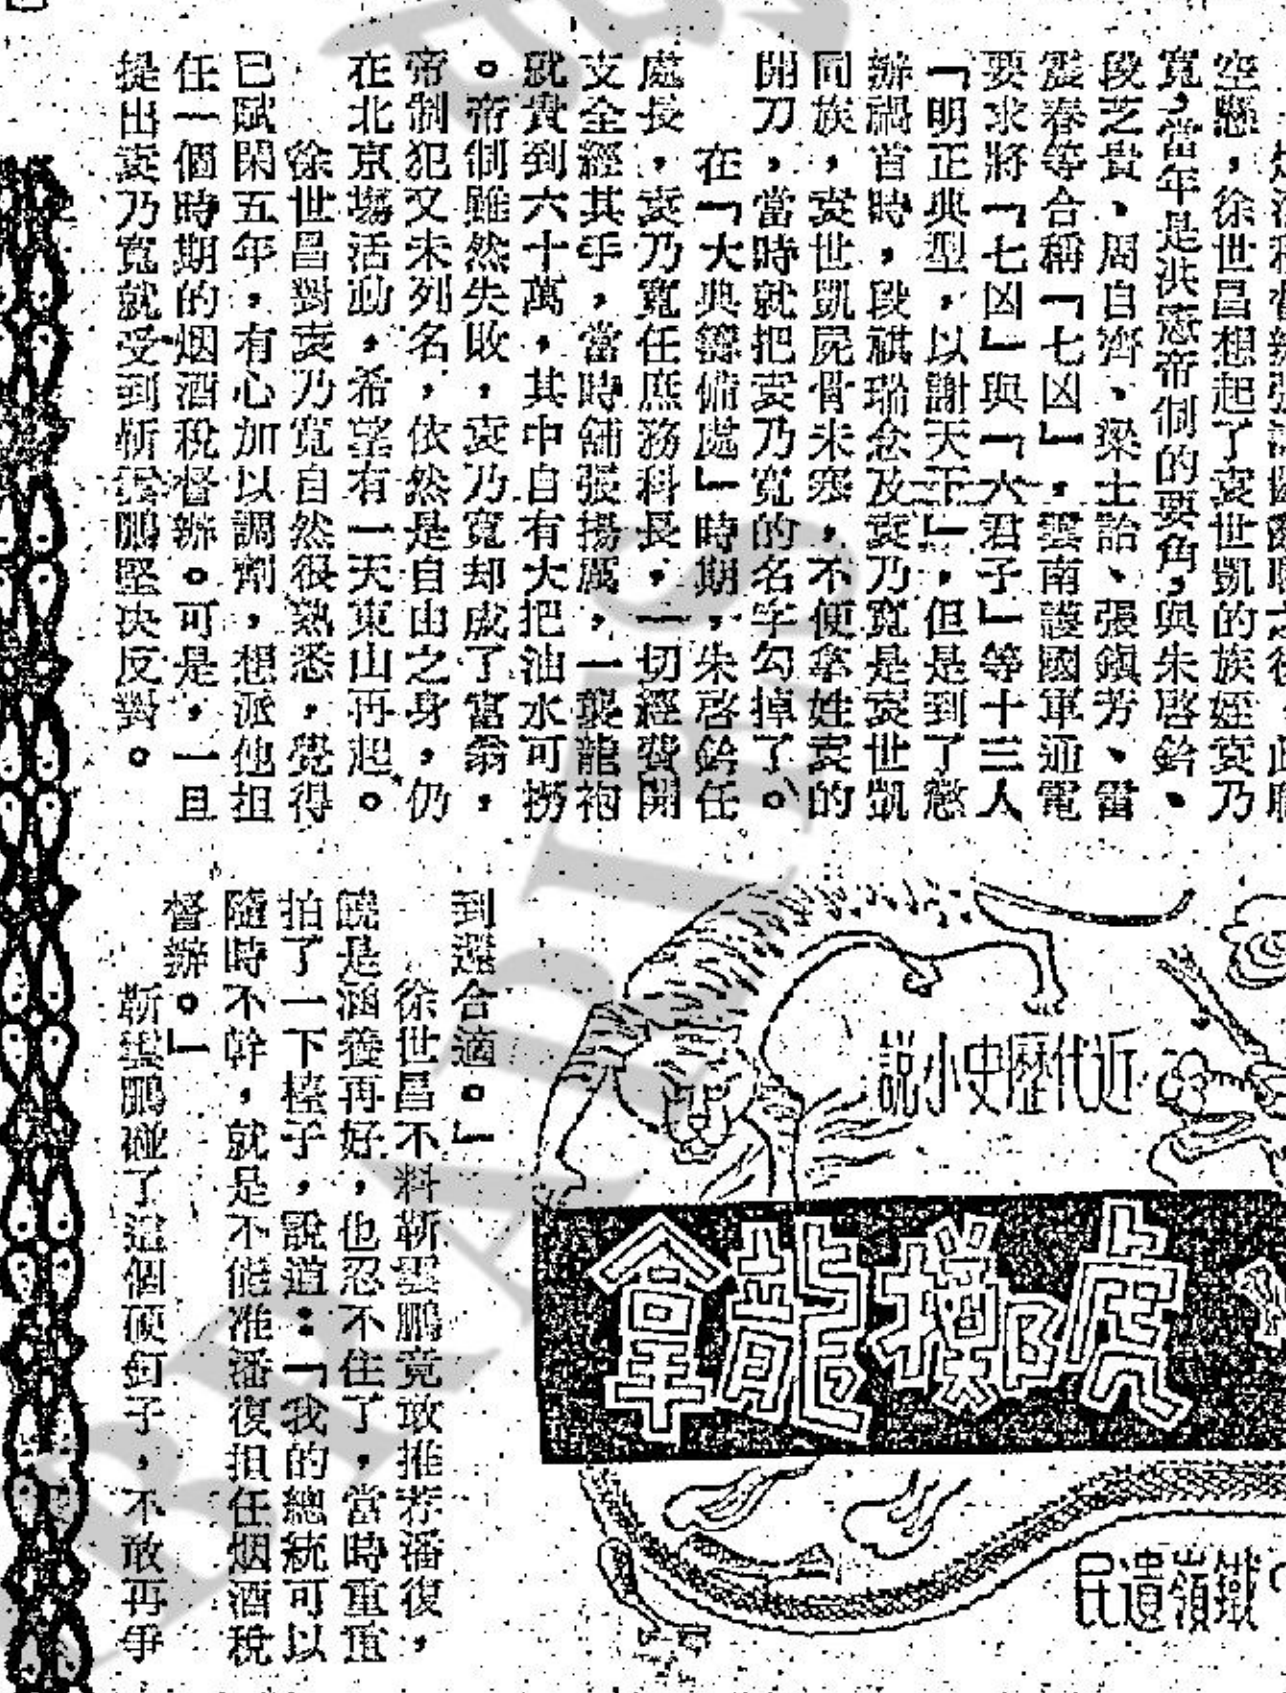 空懸，徐世昌想起了袁世凱的族姪袁乃
寬，當年是洪憲帝制的要角，與朱啓鈐、
段芝貴、周自齊、梁士詒、張鎮芳、雷
震春等合稱「七凶」，雲南護國軍通電
要求將「七凶」與「六君子」等十三人
「明正典型，以謝天下」，但是到了懲
辦禍首時，段祺瑞念及袁乃寬是袁世凱
同族，袁世凱屍骨未寒，不便拿姓袁的
開刀，當時就把袁乃寬的名字勾掉了。
在「大典籌備處」時期，朱啓鈐任
處長，袁乃寬任庶務科長，一切經費開
支全經其手，當時舖張揚厲，一襲龍袍
就貴到六十萬，其中自有大把油水可撈
。帝制雖然失敗，袁乃寬却成了富翁，
帝制犯又未列名，依然是自由之身，仍
在北京塲活動，希望有一天東山再起。
徐世昌對袁乃寬自然很熟悉，覺得
已賦閑五年，有心加以調劑，想派他担
任一個時期的烟酒稅督辦。可是，一旦
提出袁乃寬就受到靳雲鵬堅决反對。
近代歷史小說
虎擲龍拿
鐵嶺遺民
到還合適。」
徐世昌不料靳雲鵬竟敢推荐潘復，
饒是涵養再好，也忍不住了，當時重重
拍了一下檯子，說道：「我的總統可以
隨時不幹，就是不能准潘復担任烟酒稅
督辦。」
靳雲鵬碰了這個硬釘子，不敢再爭